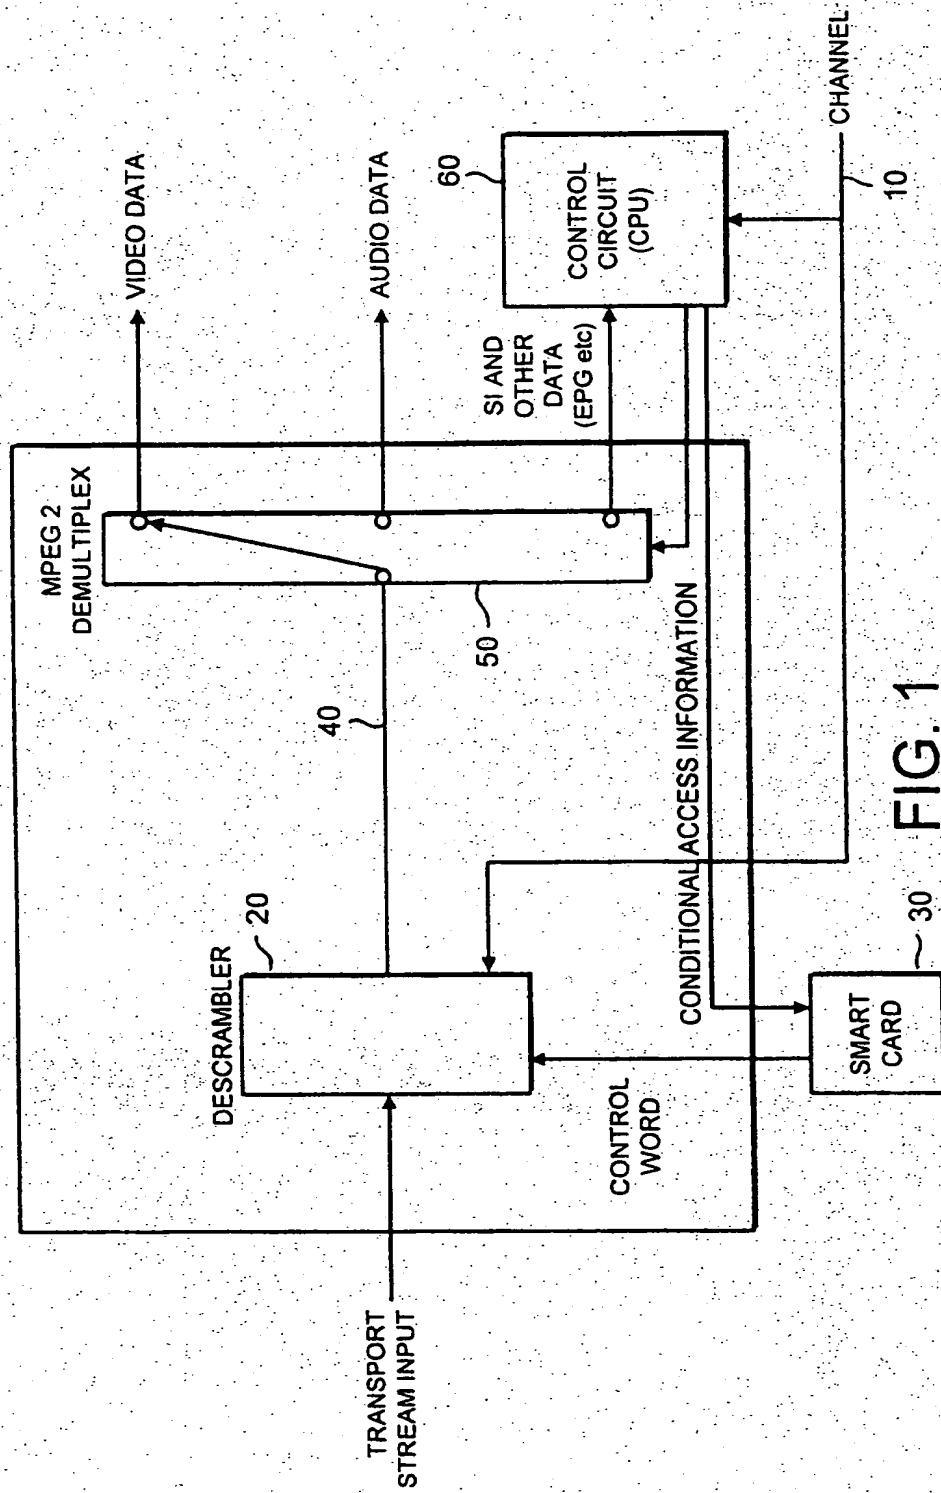 MPEG 2
DEMULTIPLEX
VIDEO DATA
AUDIO DATA
DESCRAMBLER
20
40
50
60
TRANSPORT
STREAM INPUT
SI AND
OTHER
DATA
(EPG etc)
CONTROL
CIRCUIT
(CPU)
CONTROL
WORD
CONDITIONAL ACCESS INFORMATION
SMART
CARD
30
CHANNEL
10
FIG. 1